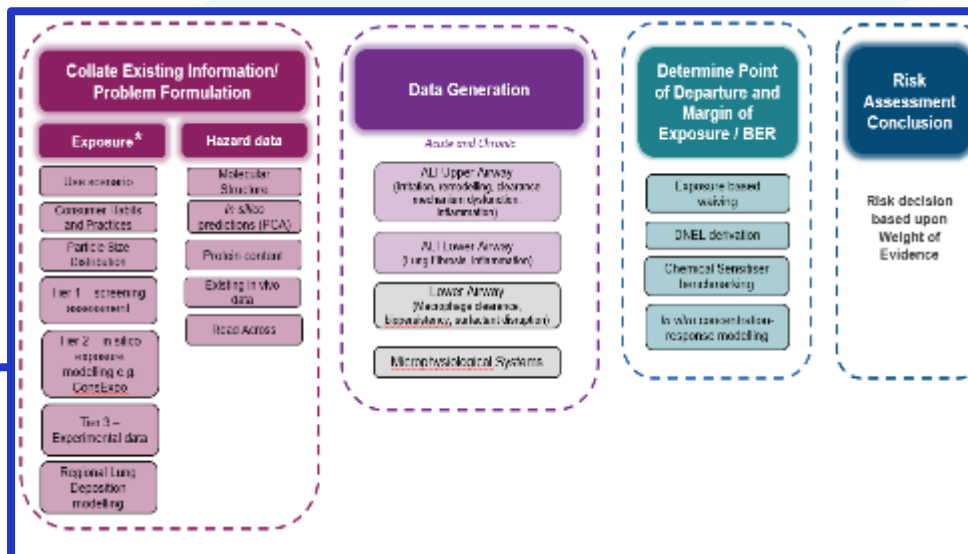 Collate Existing Information/
Problem Formulation
Exposure*
Use scenario
Consumer Habits
and Practices
Particle Size
Distribution
Tier 1 – screening
assessment
Tier 2 – in silico
exposure
modelling e.g.
ConsExpo
Tier 3 –
Experimental data
Regional Lung
Deposition
modelling
Hazard data
Molecular
Structure
In silico
predictions (PCA)
Protein content
Existing in vivo
data
Read Across
Data Generation
Acute and Chronic
ALI Upper Airway
(Irritation, remodelling, clearance
mechanism dysfunction,
Inflammation)
ALI Lower Airway
(Lung Fibrosis, Inflammation)
Lower Airway
(Macrophage clearance,
biopersistency, surfactant disruption)
Microphysiological Systems
Determine Point
of Departure and
Margin of
Exposure / BER
Exposure based
waiving
DNEL derivation
Chemical Sensitiser
benchmarking
In vitro concentration-
response modelling
Risk
Assessment
Conclusion
Risk decision
based upon
Weight of
Evidence